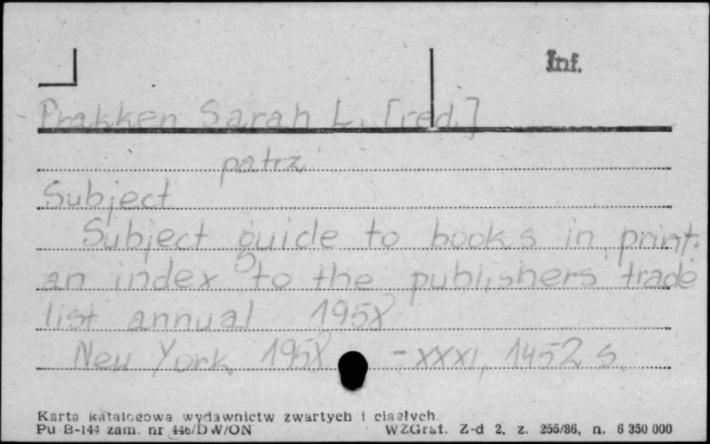 Inf.
Prakken Sarah L. [red.]
patrz
Subject
Subject guide to books in print.
an index to the publishers trade
list annual 1958
New York, 1958 -XXXI, 1452 s.
Karta katalogowa wydawnictw zwartych i ciągłych.
Pu B-144 zam. nr 446/DW/ON WZGraf. Z-d 2, z. 256/86, n. 6 350 000